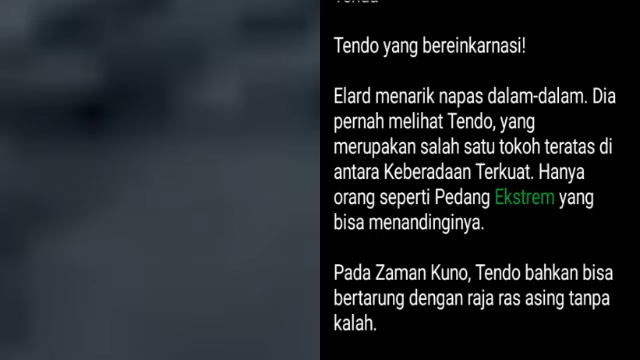 Tendo yang bereinkarnasi!
Elard menarik napas dalam-dalam. Dia
pernah melihat Tendo, yang
merupakan salah satu tokoh teratas di
antara Keberadaan Terkuat. Hanya
orang seperti Pedang Ekstrem yang
bisa menandinginya.
Pada Zaman Kuno, Tendo bahkan bisa
bertarung dengan raja ras asing tanpa
kalah.